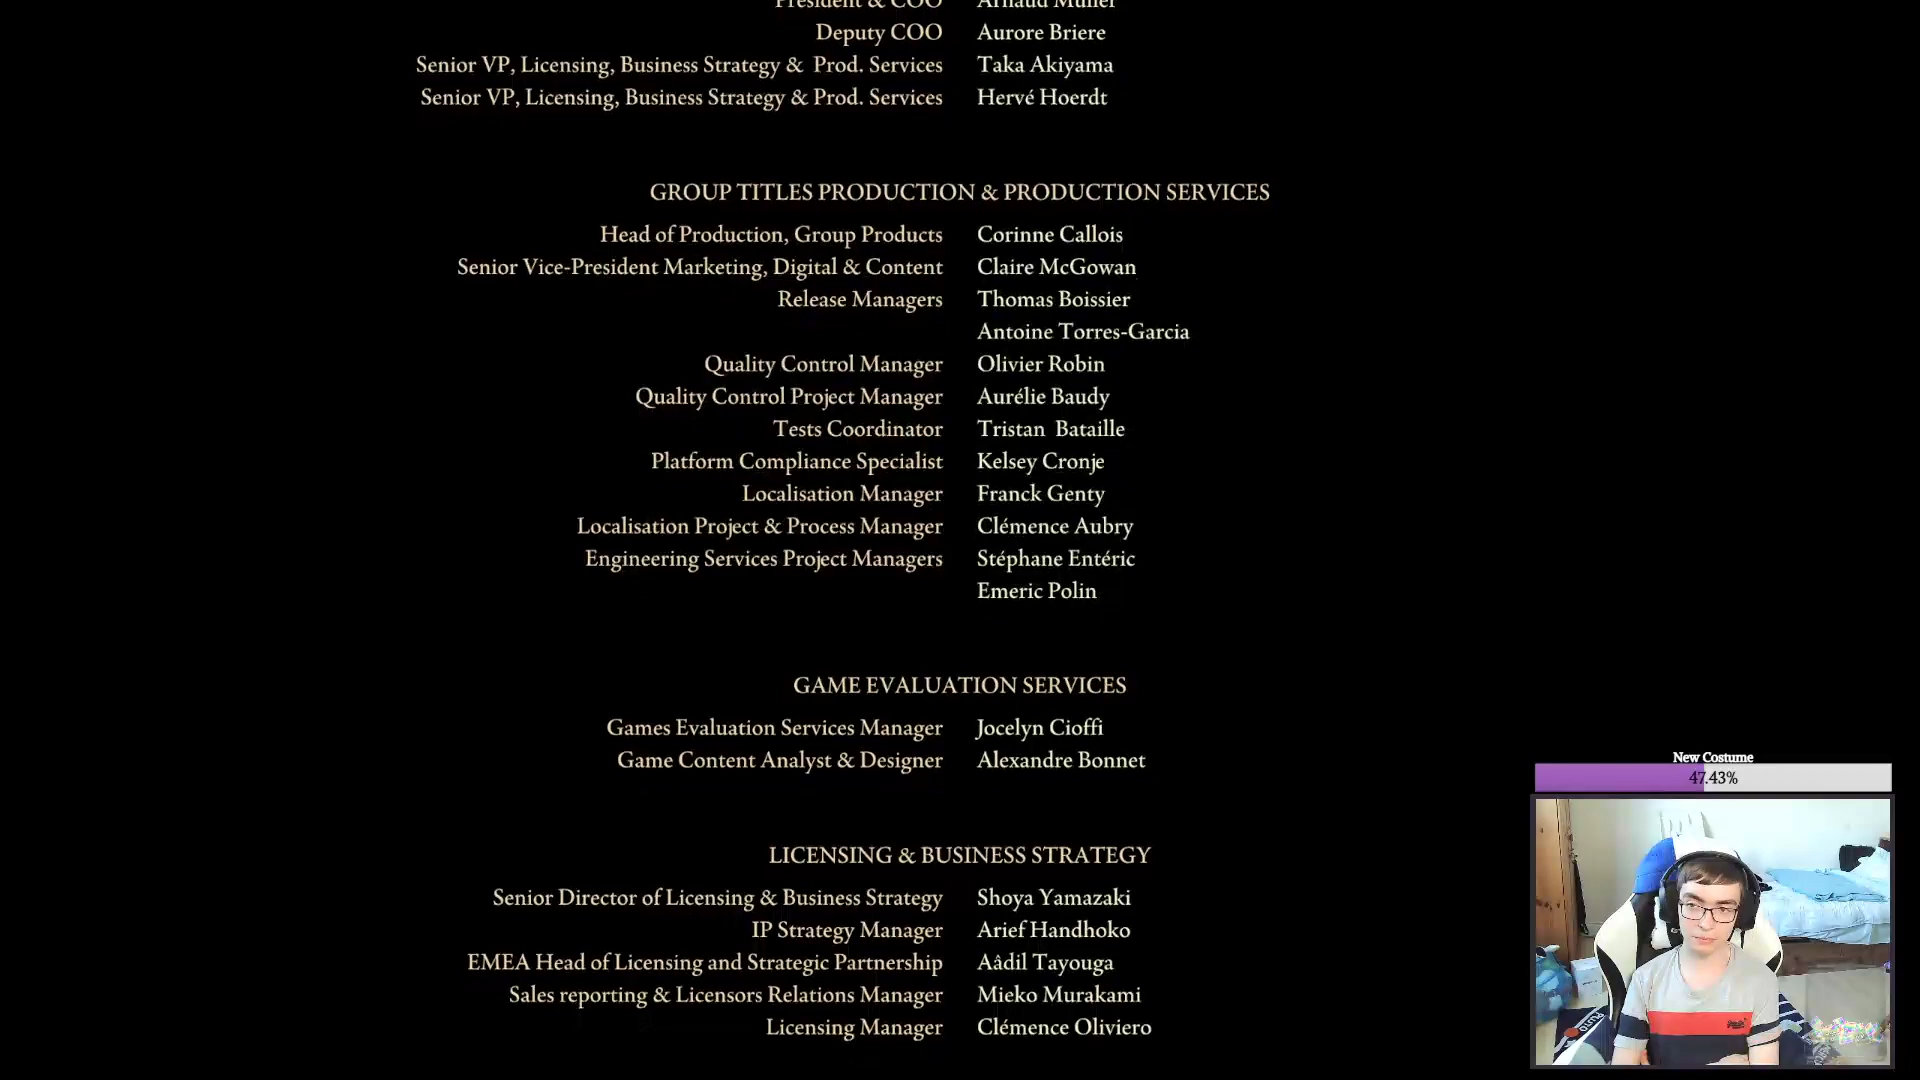 President & COO Arnaud Muller
Deputy COO Aurore Briere
Senior VP, Licensing, Business Strategy & Prod. Services Taka Akiyama
Senior VP, Licensing, Business Strategy & Prod. Services Hervé Hoerdt
GROUP TITLES PRODUCTION & PRODUCTION SERVICES
Head of Production, Group Products Corinne Callois
Senior Vice-President Marketing, Digital & Content Claire McGowan
Release Managers Thomas Boissier
Antoine Torres-Garcia
Quality Control Manager Olivier Robin
Quality Control Project Manager Aurélie Baudy
Tests Coordinator Tristan Bataille
Platform Compliance Specialist Kelsey Cronje
Localisation Manager Franck Genty
Localisation Project & Process Manager Clémence Aubry
Engineering Services Project Managers Stéphane Entéric
Emeric Polin
GAME EVALUATION SERVICES
Games Evaluation Services Manager Jocelyn Cioffi
Game Content Analyst & Designer Alexandre Bonnet
LICENSING & BUSINESS STRATEGY
Senior Director of Licensing & Business Strategy Shoya Yamazaki
IP Strategy Manager Arief Handhoko
EMEA Head of Licensing and Strategic Partnership Aâdil Tayouga
Sales reporting & Licensors Relations Manager Mieko Murakami
Licensing Manager Clémence Oliviero
New Costume
47.43%